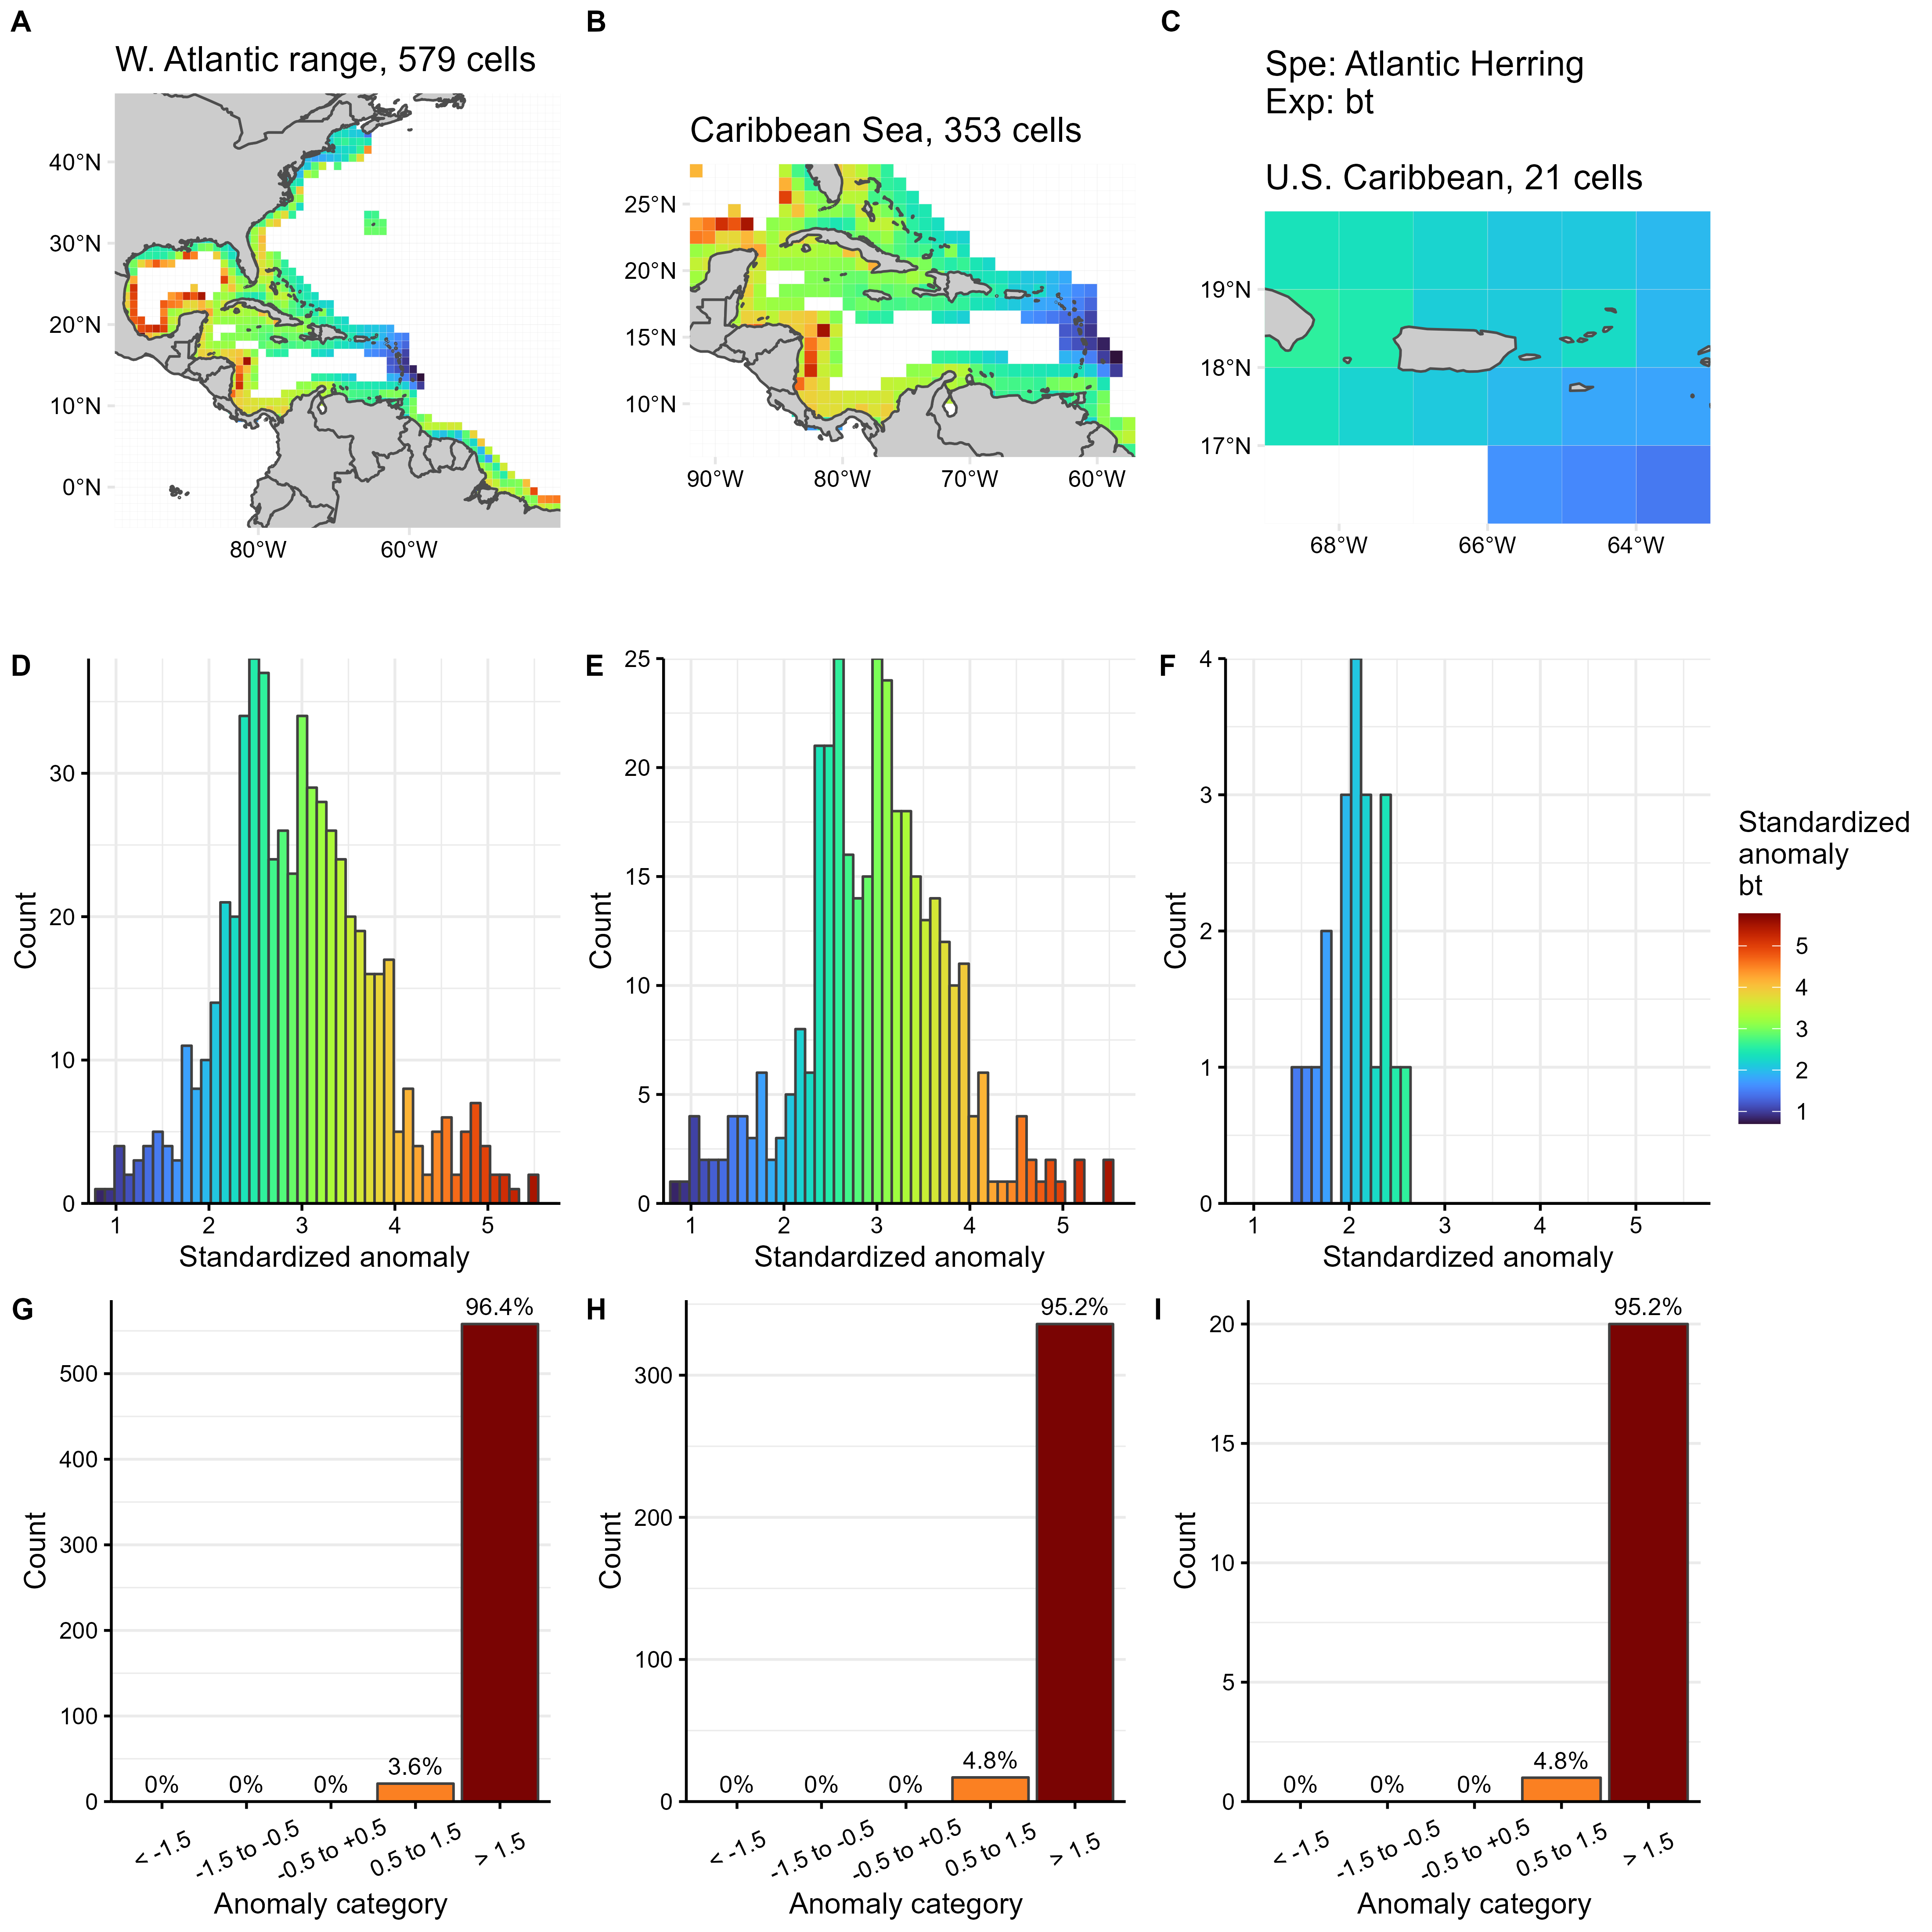 A
B
C
W. Atlantic range, 579 cells
Caribbean Sea, 353 cells
Spe: Atlantic Herring
Exp: bt
U.S. Caribbean, 21 cells
40°N
30°N
20°N
10°N
0°N
80°W
60°W
25°N
20°N
15°N
10°N
90°W
80°W
70°W
60°W
19°N
18°N
17°N
68°W
66°W
64°W
D
Count
30
20
10
0
1
2
3
4
5
Standardized anomaly
E
Count
25
20
15
10
5
0
1
2
3
4
5
Standardized anomaly
F
Count
4
3
2
1
0
1
2
3
4
5
Standardized anomaly
Standardized
anomaly
bt
5
4
3
2
1
G
Count
500
400
300
200
100
0
0%
0%
0%
3.6%
96.4%
< -1.5
-1.5 to -0.5
-0.5 to +0.5
0.5 to 1.5
> 1.5
Anomaly category
H
Count
300
200
100
0
0%
0%
0%
4.8%
95.2%
< -1.5
-1.5 to -0.5
-0.5 to +0.5
0.5 to 1.5
> 1.5
Anomaly category
I
Count
20
15
10
5
0
0%
0%
0%
4.8%
95.2%
< -1.5
-1.5 to -0.5
-0.5 to +0.5
0.5 to 1.5
> 1.5
Anomaly category